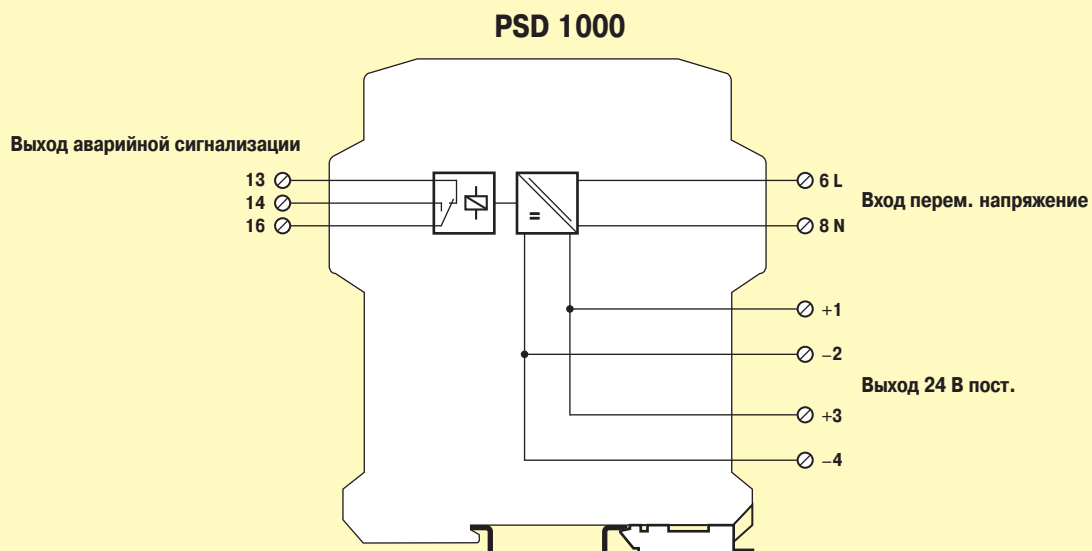 PSD 1000
Выход аварийной сигнализации
13
14
16
6 L
8 N
Вход перем. напряжение
+1
−2
Выход 24 В пост.
+3
−4